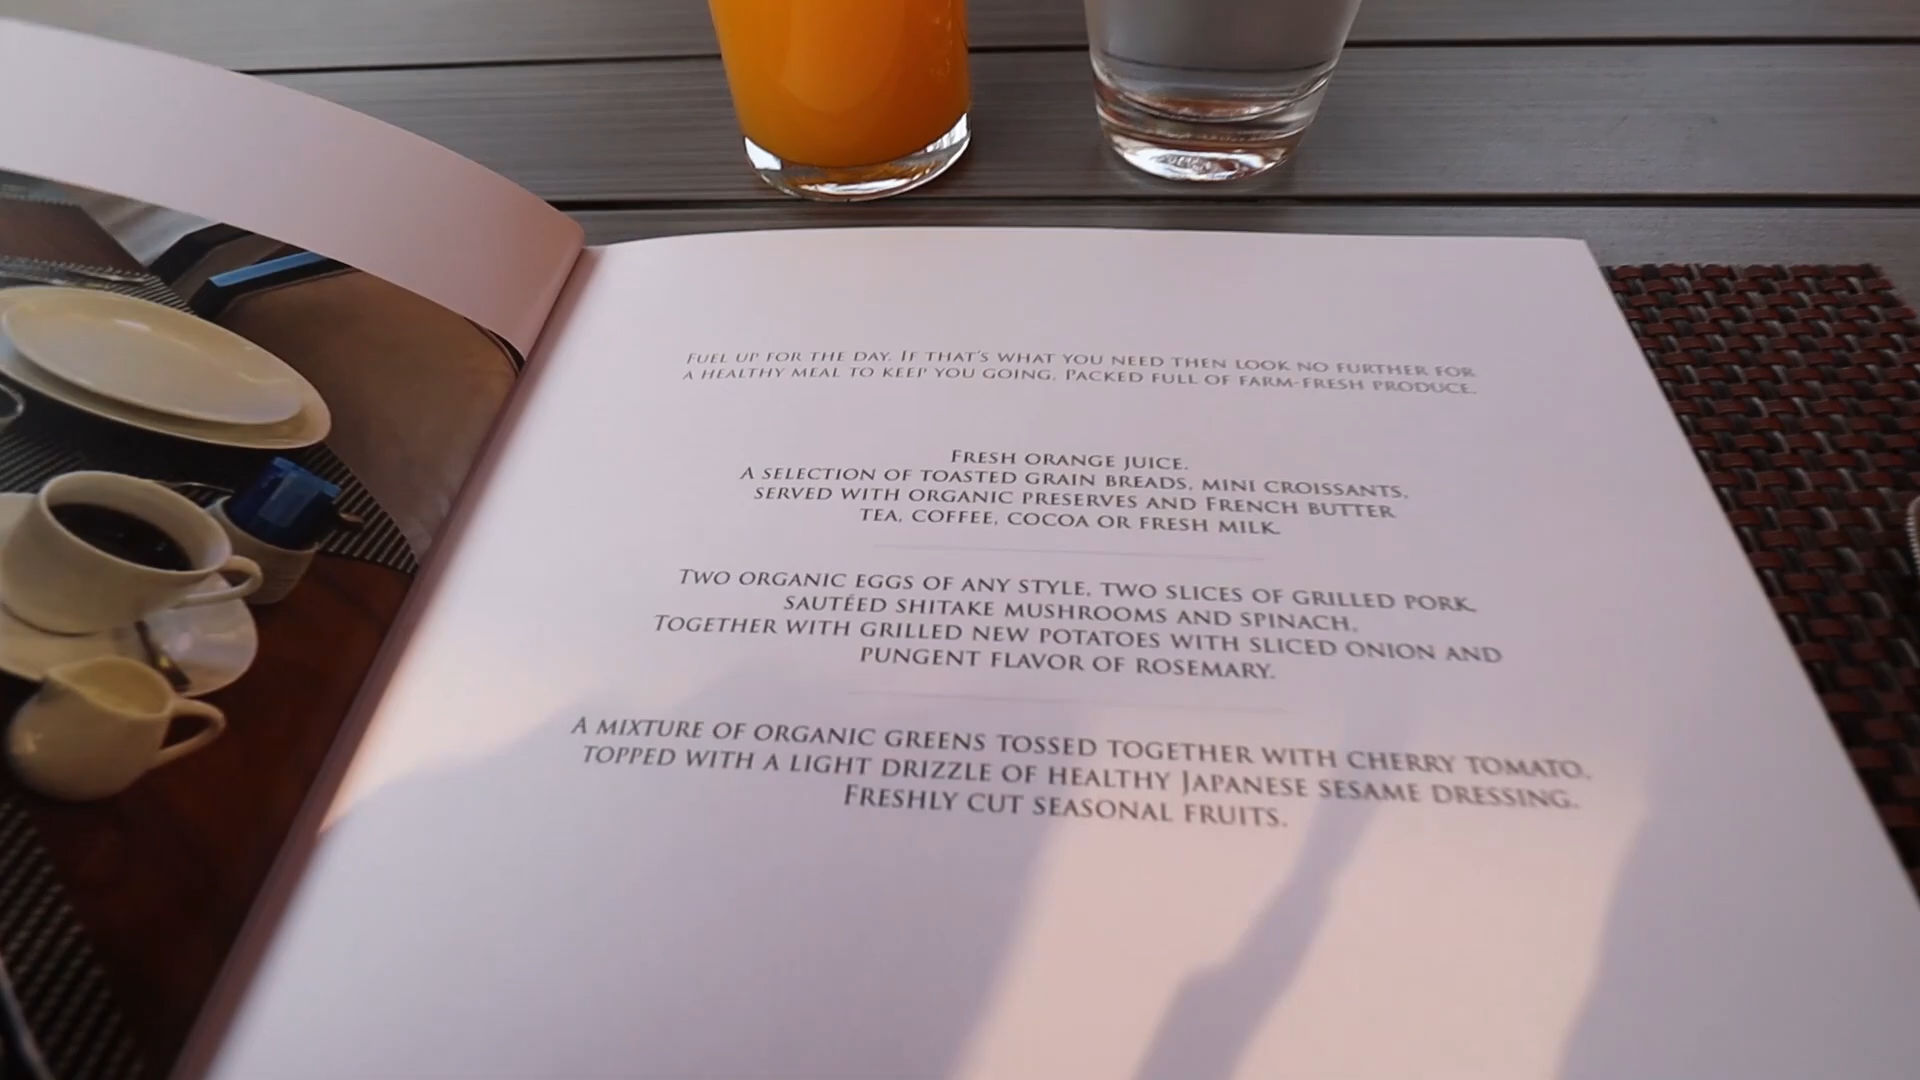 Fuel up for the day. If that's what you need then look no further for
a healthy meal to keep you going, Packed full of farm-fresh produce.
Fresh orange juice.
A selection of toasted grain breads, mini croissants,
served with organic preserves and French butter
tea, coffee, cocoa or fresh milk.
Two organic eggs of any style, two slices of grilled pork,
sautéed shitake mushrooms and spinach.
Together with grilled new potatoes with sliced onion and
pungent flavor of rosemary.
A mixture of organic greens tossed together with cherry tomato,
topped with a light drizzle of healthy Japanese sesame dressing.
Freshly cut seasonal fruits.